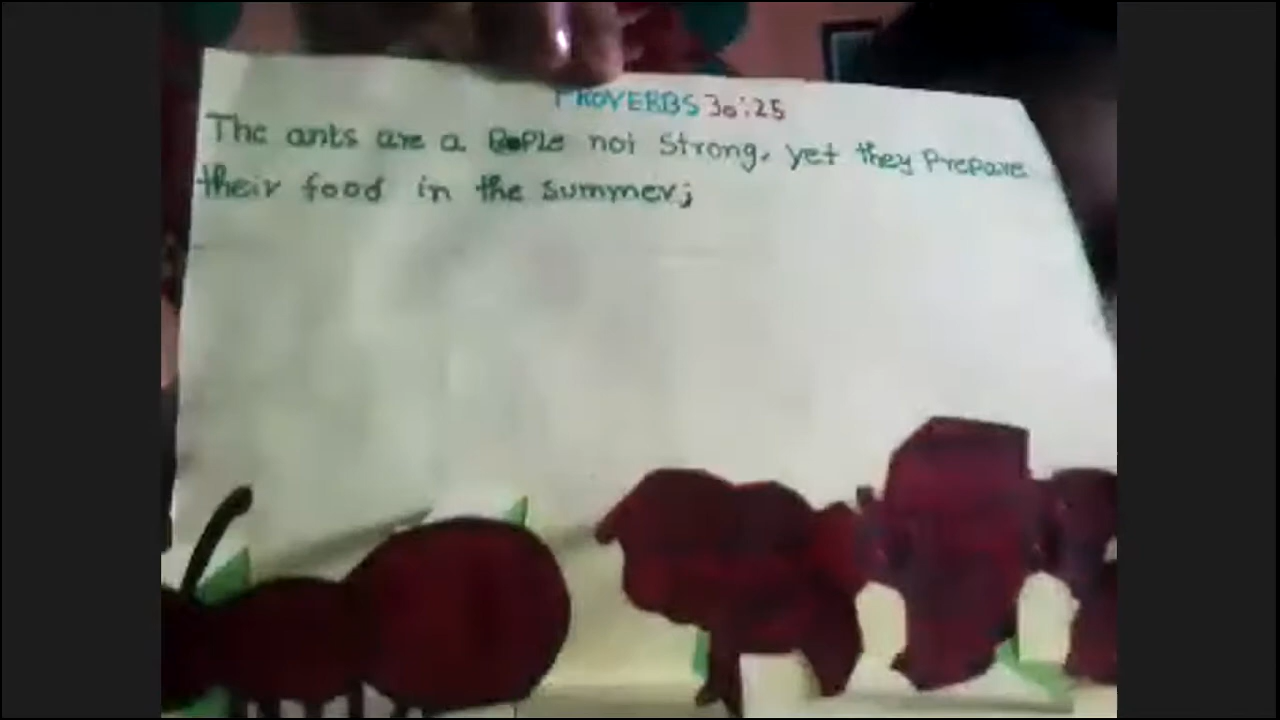 PROVERBS 30:25
The ants are a People not Strong, yet they Prepare
their food in the summer;